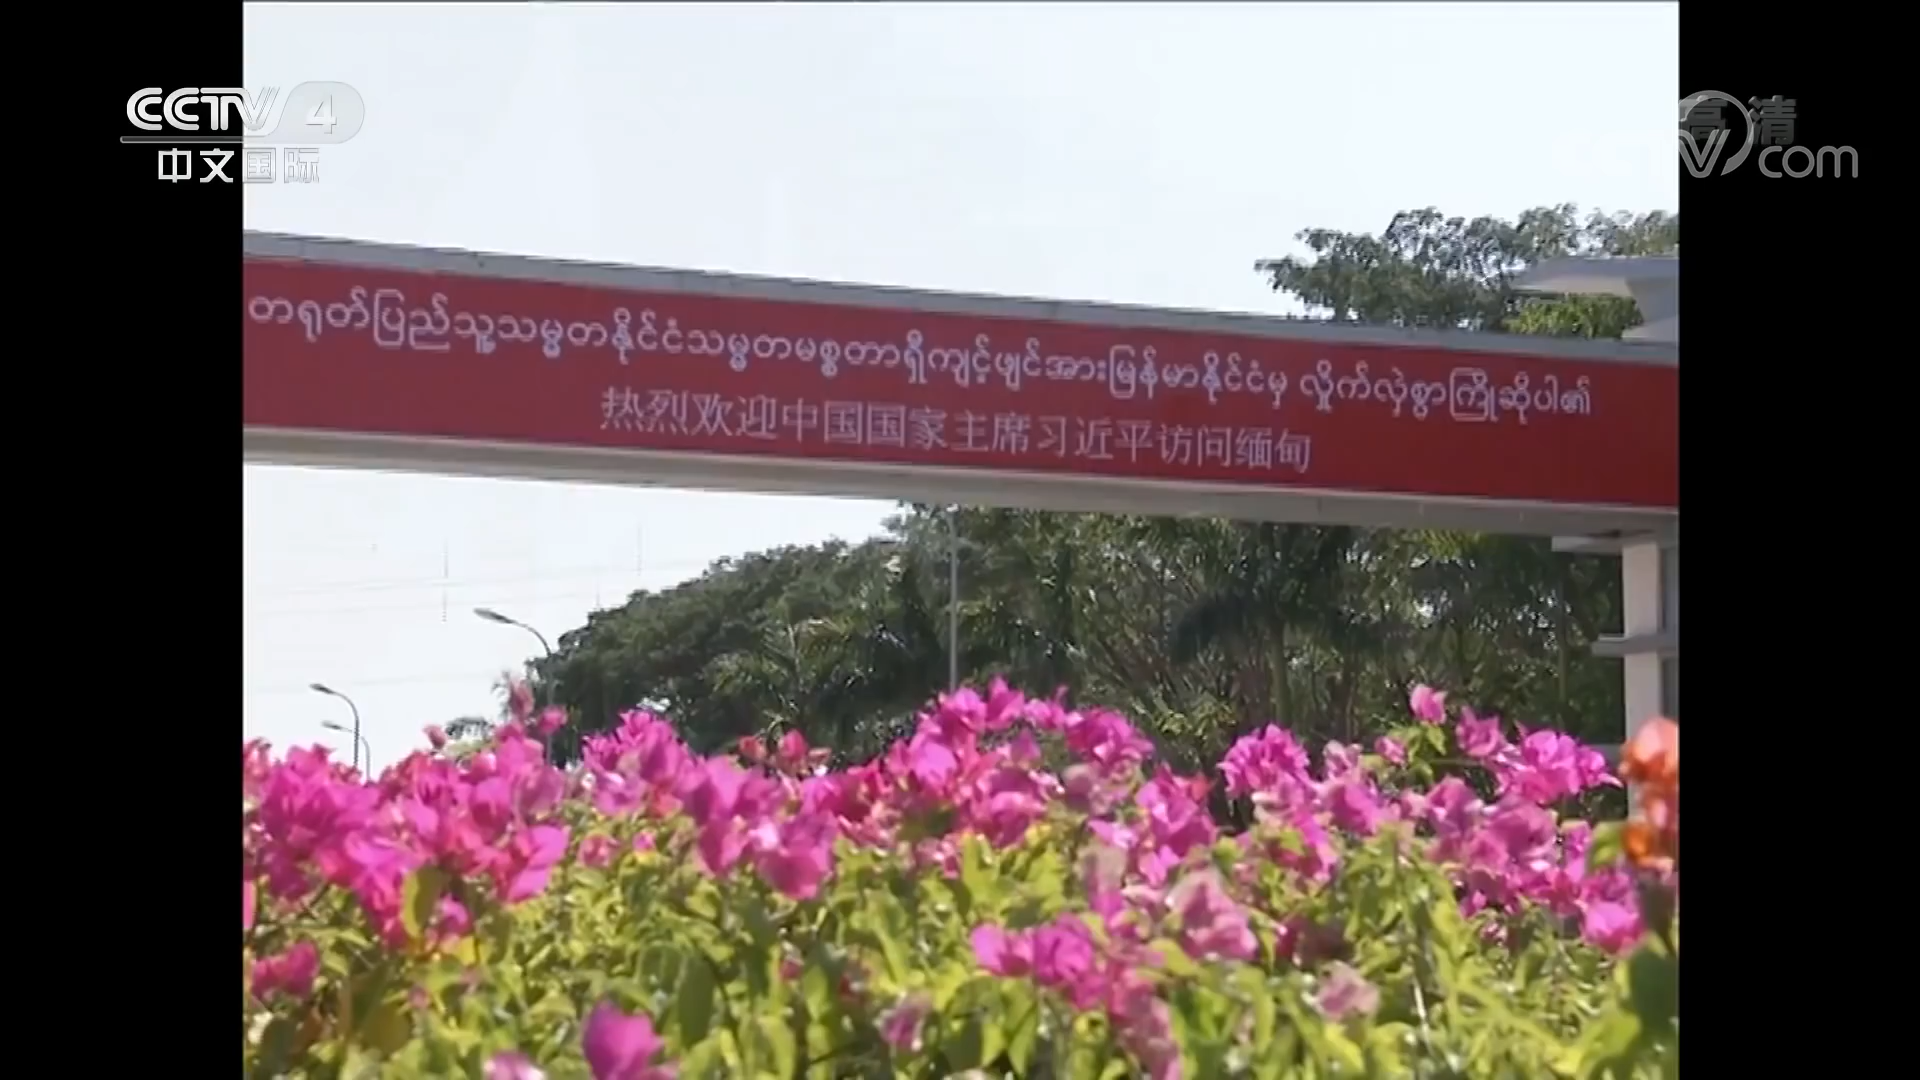 CCTV 4
中文国际
高清
TV.com
တရုတ်ပြည်သူ့သမ္မတနိုင်ငံသမ္မတမစ္စတာရှီကျင့်ဖျင်အားမြန်မာနိုင်ငံမှ လှိုက်လှဲစွာကြိုဆိုပါ၏
热烈欢迎中国国家主席习近平访问缅甸